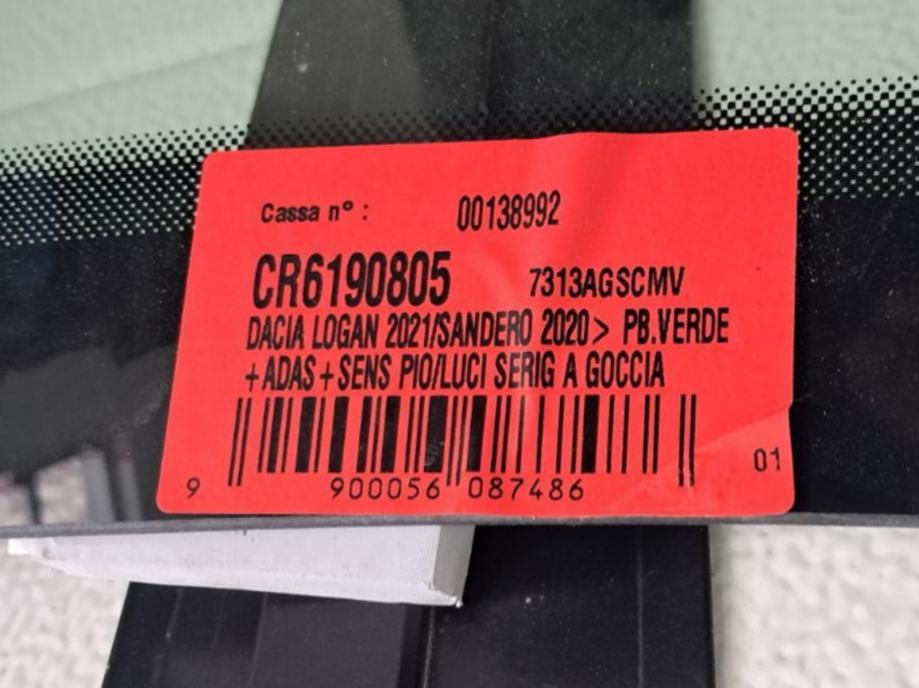 Cassa n° : 00138992
CR6190805 7313AGSCMV
DACIA LOGAN 2021/SANDERO 2020> PB.VERDE
+ADAS+SENS PIO/LUCI SERIG A GOCCIA
01
9 900056 087486